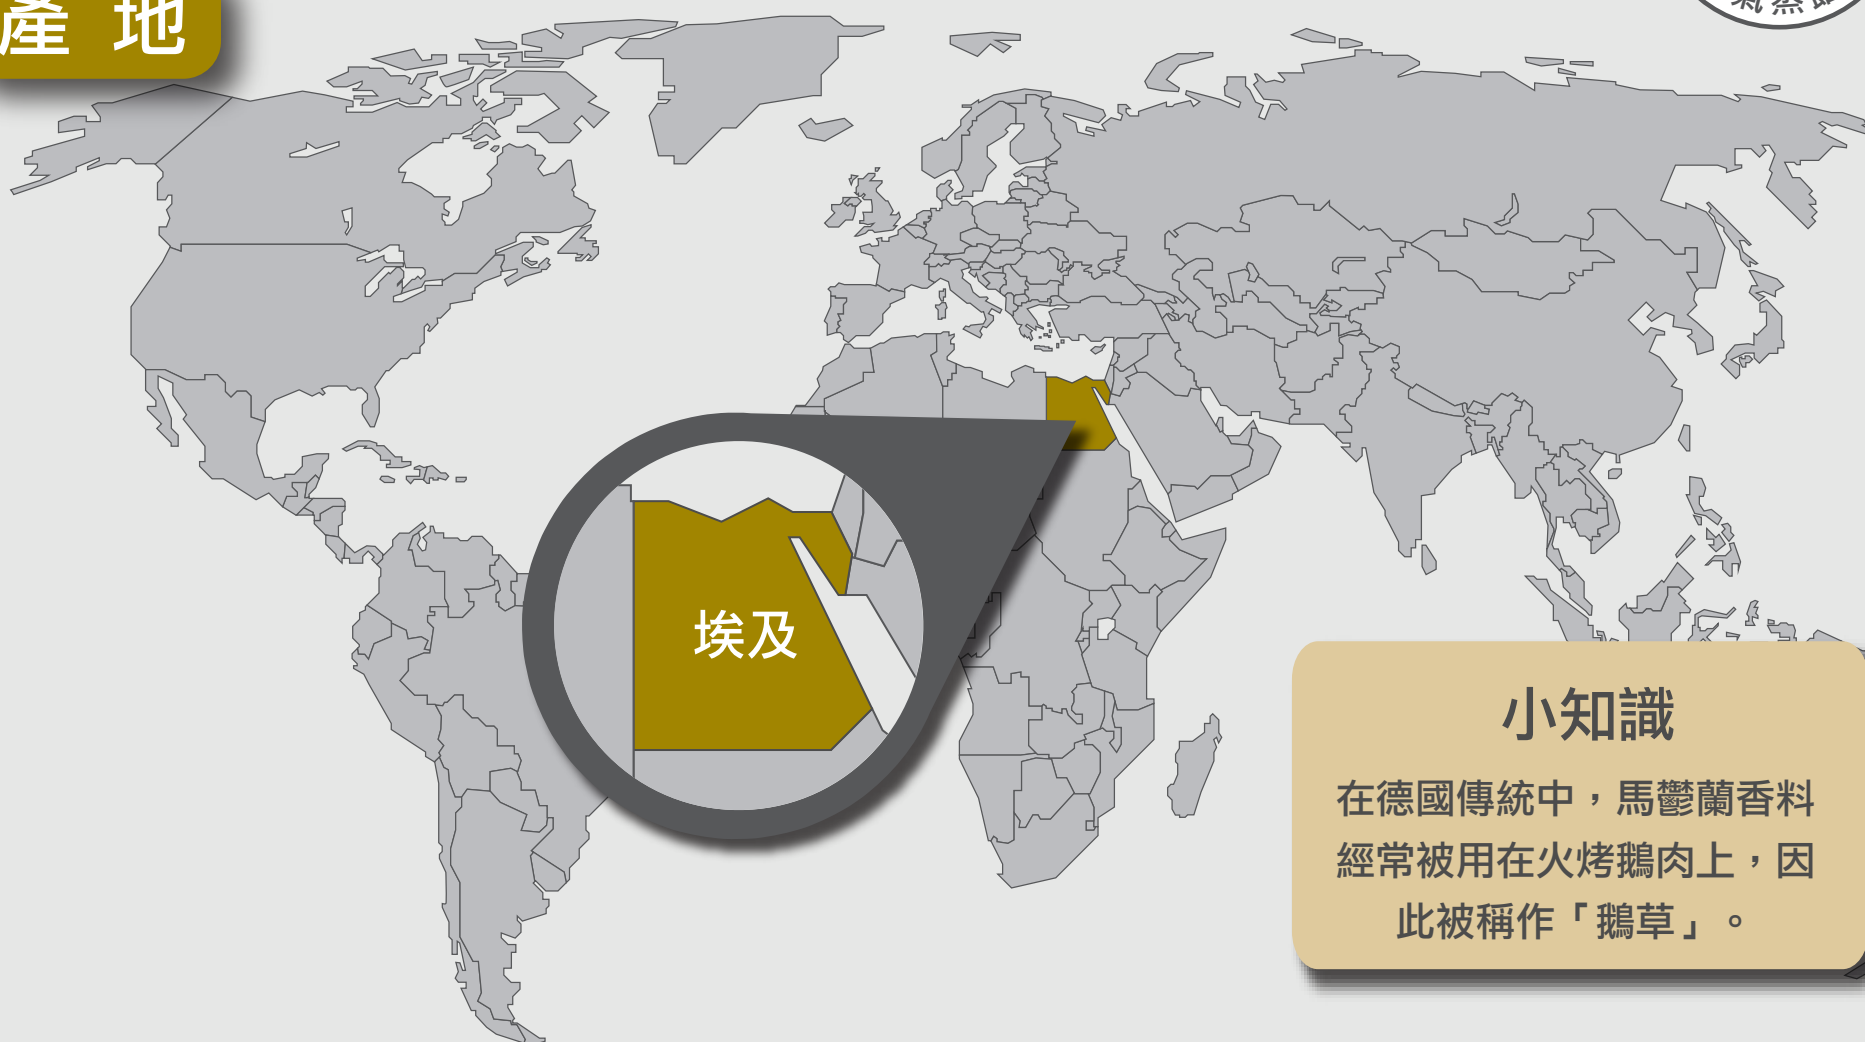 產 地
埃及
小知識
在德國傳統中，馬鬱蘭香料
經常被用在火烤鵝肉上，因
此被稱作「鵝草」。